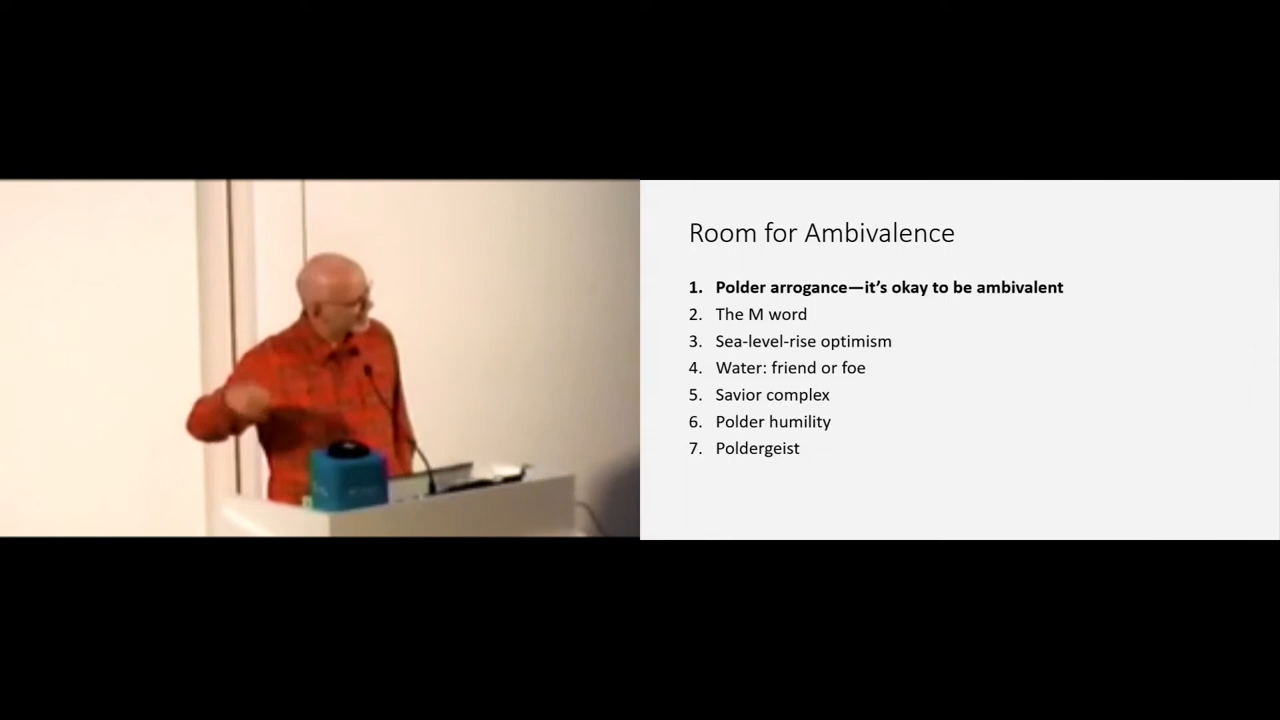 Room for Ambivalence
1. Polder arrogance—it's okay to be ambivalent
2. The M word
3. Sea-level-rise optimism
4. Water: friend or foe
5. Savior complex
6. Polder humility
7. Poldergeist